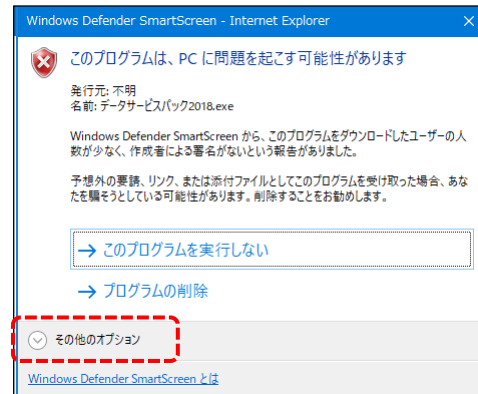 Windows Defender SmartScreen - Internet Explorer
このプログラムは、PC に問題を起こす可能性があります
発行元: 不明
名前: データサービスパック2018.exe
Windows Defender SmartScreen から、このプログラムをダウンロードしたユーザーの人
数が少なく、作成者による署名がないという報告がありました。
予想外の要請、リンク、または添付ファイルとしてこのプログラムを受け取った場合、あな
たを騙そうとしている可能性があります。削除することをお勧めします。
→ このプログラムを実行しない
→ プログラムの削除
その他のオプション
Windows Defender SmartScreen とは